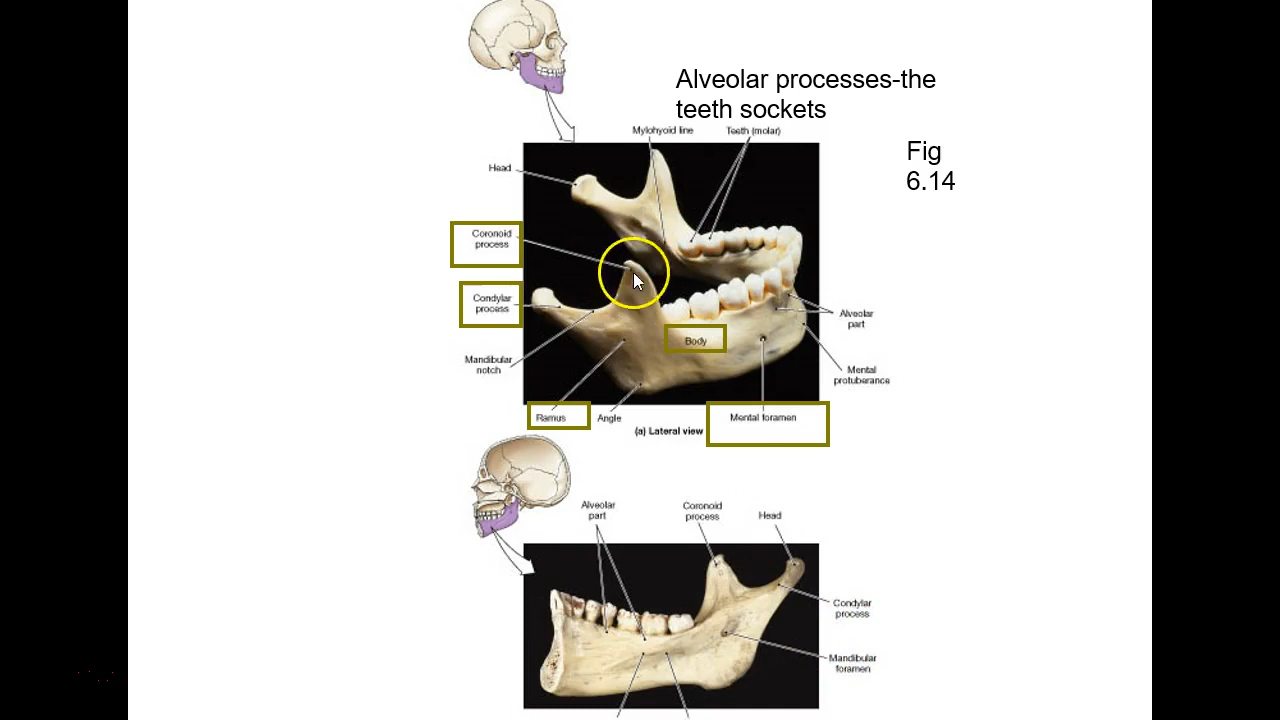 Alveolar processes-the
teeth sockets
Mylohyoid line
Teeth (molar)
Fig
6.14
Head
Coronoid
process
Condylar
process
Body
Alveolar
part
Mandibular
notch
Mental
protuberance
Ramus
Angle
Mental foramen
(a) Lateral view
Alveolar
part
Coronoid
process
Head
Condylar
process
Mandibular
foramen